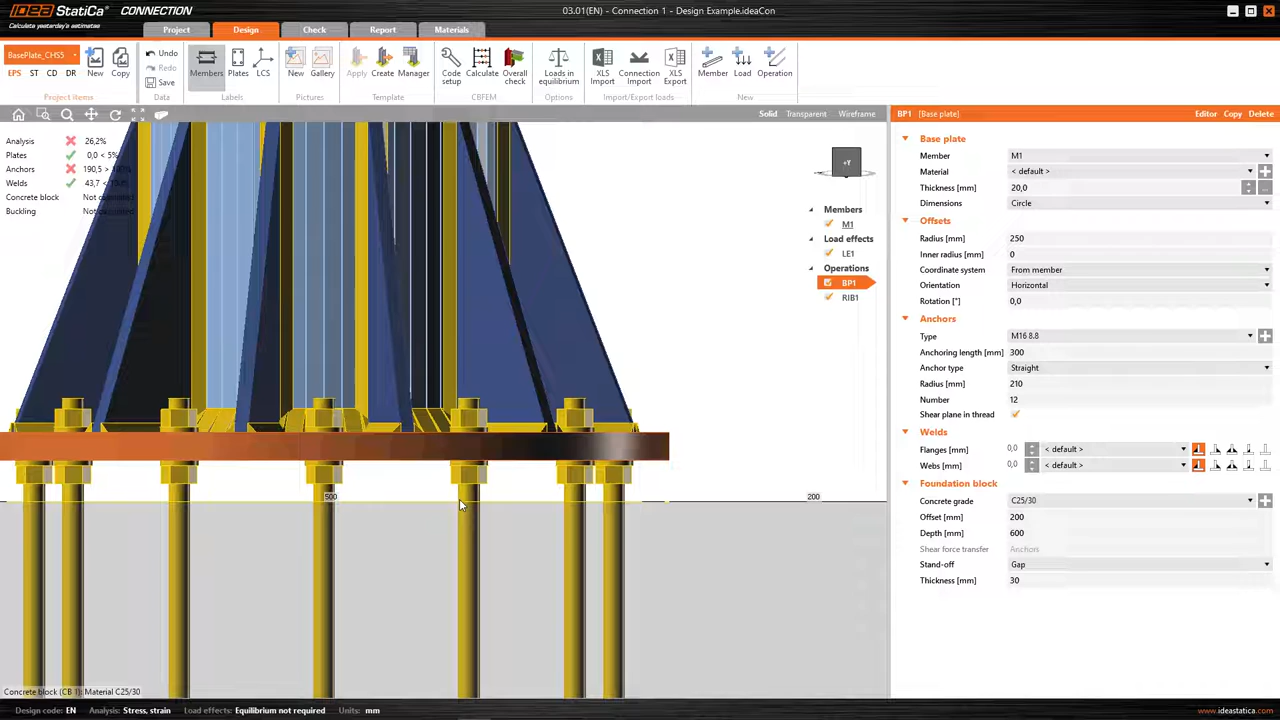 IDEA StatiCa® CONNECTION
Calculate yesterday's estimates
03.01(EN) - Connection 1 - Design Example.ideaCon
Project
Design
Check
Report
Materials
BasePlate_CHS5
EPS ST CD DR
New
Copy
Undo
Redo
Save
Members
Plates
LCS
New
Gallery
Apply
Create
Manager
Code setup
Calculate
Overall check
Loads in equilibrium
XLS Import
Connection Import
XLS Export
Member
Load
Operation
Project items
Data
Labels
Pictures
Template
CBFEM
Options
Import/Export loads
New
Solid
Transparent
Wireframe
Analysis 26,2%
Plates 0,0 < 5%
Anchors 190,5 >
Welds 43,7 <
Concrete block
Buckling
+Y
Members
M1
Load effects
LE1
Operations
BP1
RIB1
500
200
Concrete block (CB 1): Material C25/30
BP1 [Base plate]
Editor Copy Delete
Base plate
Member M1
Material < default >
Thickness [mm] 20,0
Dimensions Circle
Offsets
Radius [mm] 250
Inner radius [mm] 0
Coordinate system From member
Orientation Horizontal
Rotation [°] 0,0
Anchors
Type M16 8.8
Anchoring length [mm] 300
Anchor type Straight
Radius [mm] 210
Number 12
Shear plane in thread
Welds
Flanges [mm] 0,0 < default >
Webs [mm] 0,0 < default >
Foundation block
Concrete grade C25/30
Offset [mm] 200
Depth [mm] 600
Shear force transfer Anchors
Stand-off Gap
Thickness [mm] 30
Design code: EN Analysis: Stress, strain Load effects: Equilibrium not required Units: mm
www.ideastatica.com